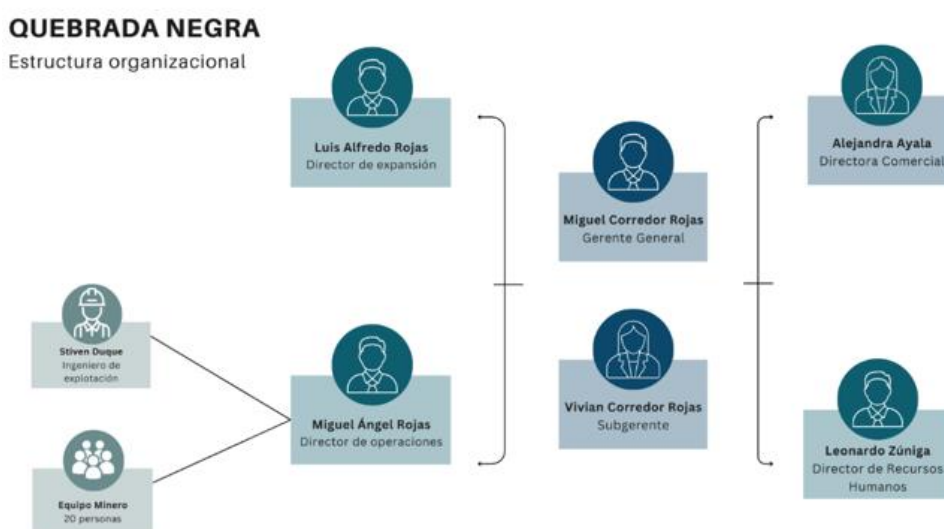 QUEBRADA NEGRA
Estructura organizacional
Luis Alfredo Rojas
Director de expansión
Miguel Corredor Rojas
Gerente General
Alejandra Ayala
Directora Comercial
Stiven Duque
Ingeniero de
explotación
Miguel Ángel Rojas
Director de operaciones
Vivian Corredor Rojas
Subgerente
Leonardo Zúniga
Director de Recursos
Humanos
Equipo Minero
20 personas